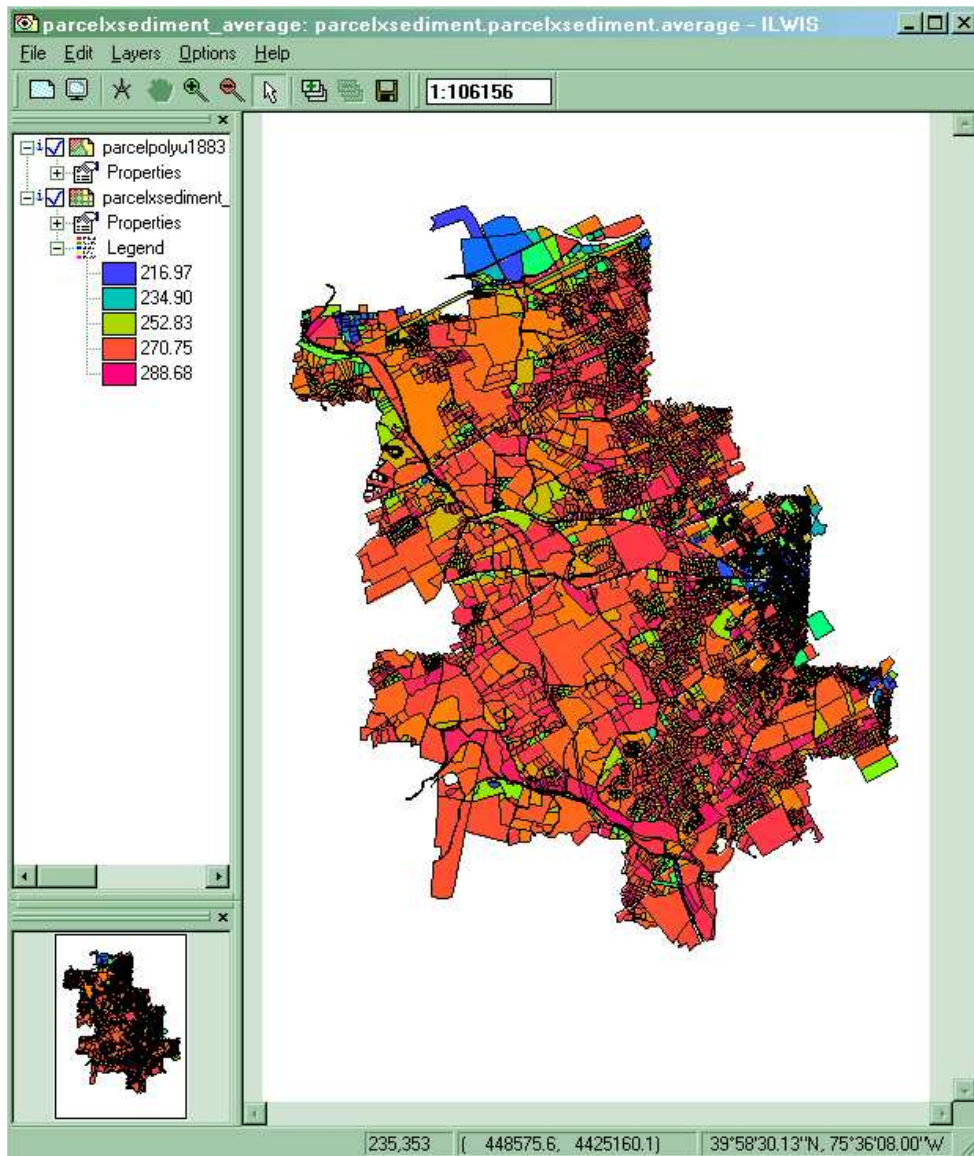 parcelxsediment_average: parcelxsediment.parcelxsediment.average - ILWIS
File Edit Layers Options Help
1:106156
parcelpolyu1883
Properties
parcelxsediment_
Properties
Legend
216.97
234.90
252.83
270.75
288.68
235,353 ( 448575.6, 4425160.1) 39°58'30.13"N, 75°36'08.00"W